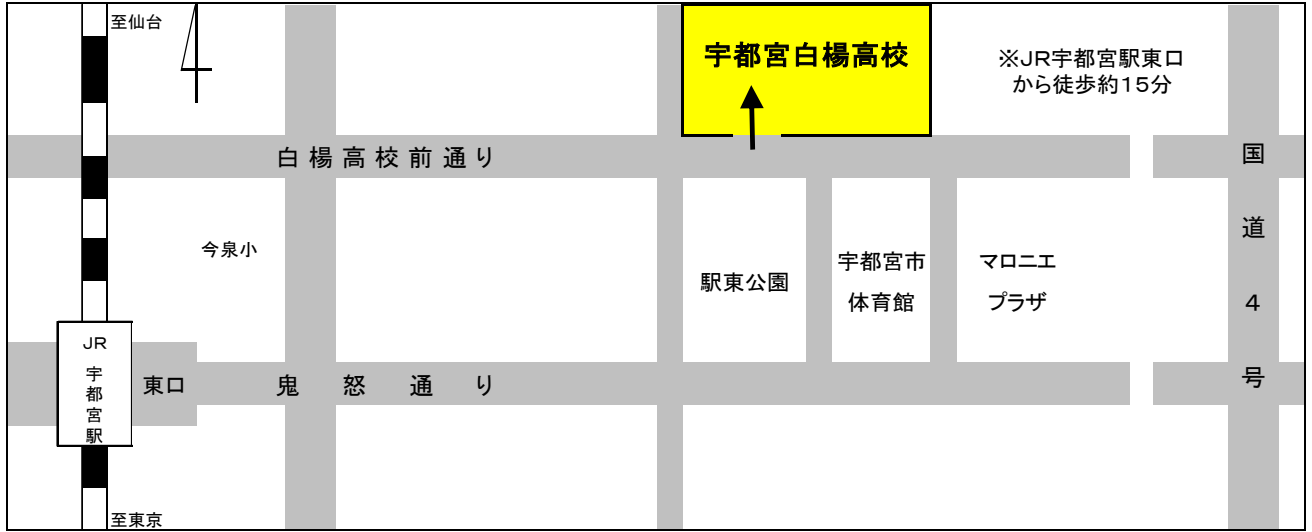 至仙台
宇都宮白楊高校
※JR宇都宮駅東口
から徒歩約15分
白楊高校前通り
国道4号
今泉小
駅東公園
宇都宮市
体育館
マロニエ
プラザ
JR
宇都宮駅
東口
鬼怒通り
至東京